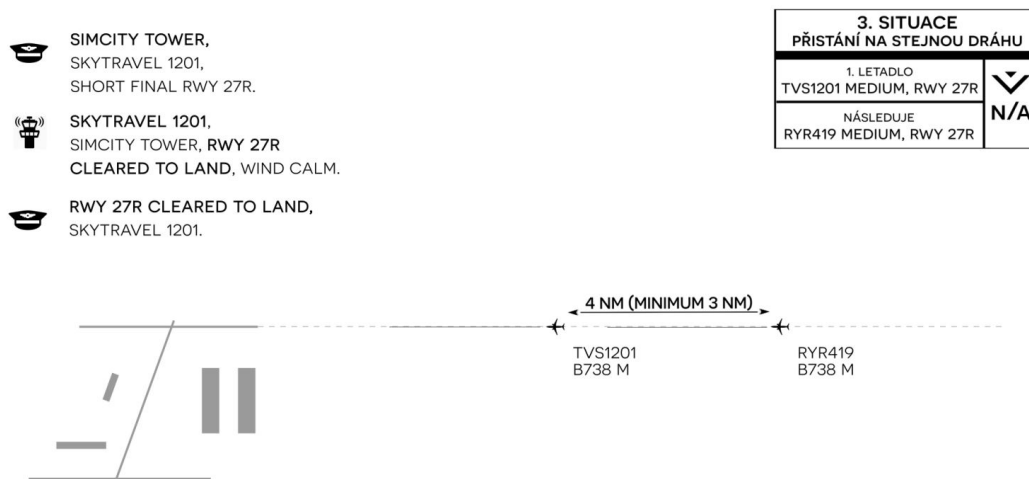 SIMCITY TOWER,
SKYTRAVEL 1201,
SHORT FINAL RWY 27R.
SKYTRAVEL 1201,
SIMCITY TOWER, RWY 27R
CLEARED TO LAND, WIND CALM.
RWY 27R CLEARED TO LAND,
SKYTRAVEL 1201.
3. SITUACE
PŘISTÁNÍ NA STEJNOU DRÁHU
1. LETADLO
TVS1201 MEDIUM, RWY 27R
NÁSLEDUJE
RYR419 MEDIUM, RWY 27R
N/A
4 NM (MINIMUM 3 NM)
TVS1201
B738 M
RYR419
B738 M